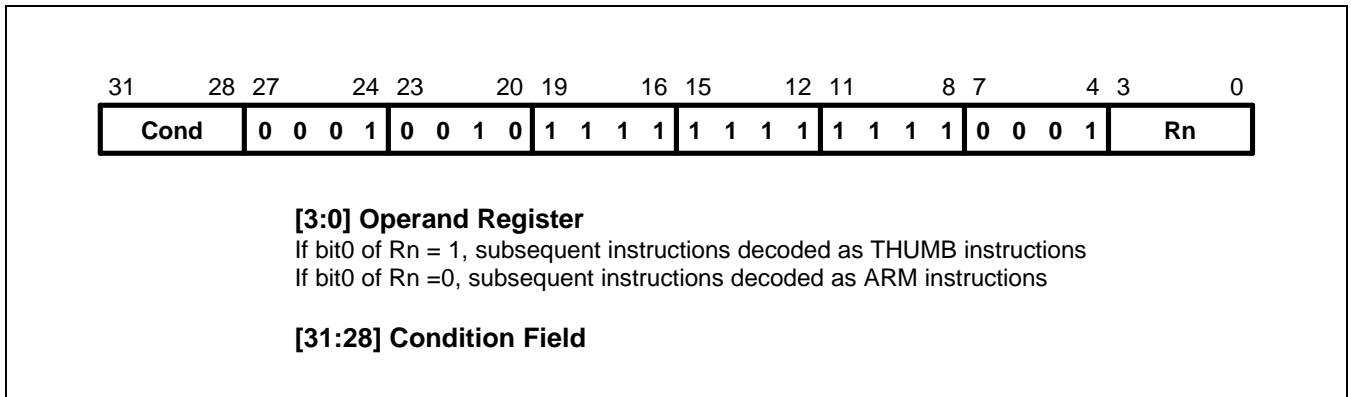 31 28 27 24 23 20 19 16 15 12 11 8 7 4 3 0
Cond 0 0 0 1 0 0 1 0 1 1 1 1 1 1 1 1 1 1 1 1 0 0 0 1 Rn
[3:0] Operand Register
If bit0 of Rn = 1, subsequent instructions decoded as THUMB instructions
If bit0 of Rn =0, subsequent instructions decoded as ARM instructions
[31:28] Condition Field